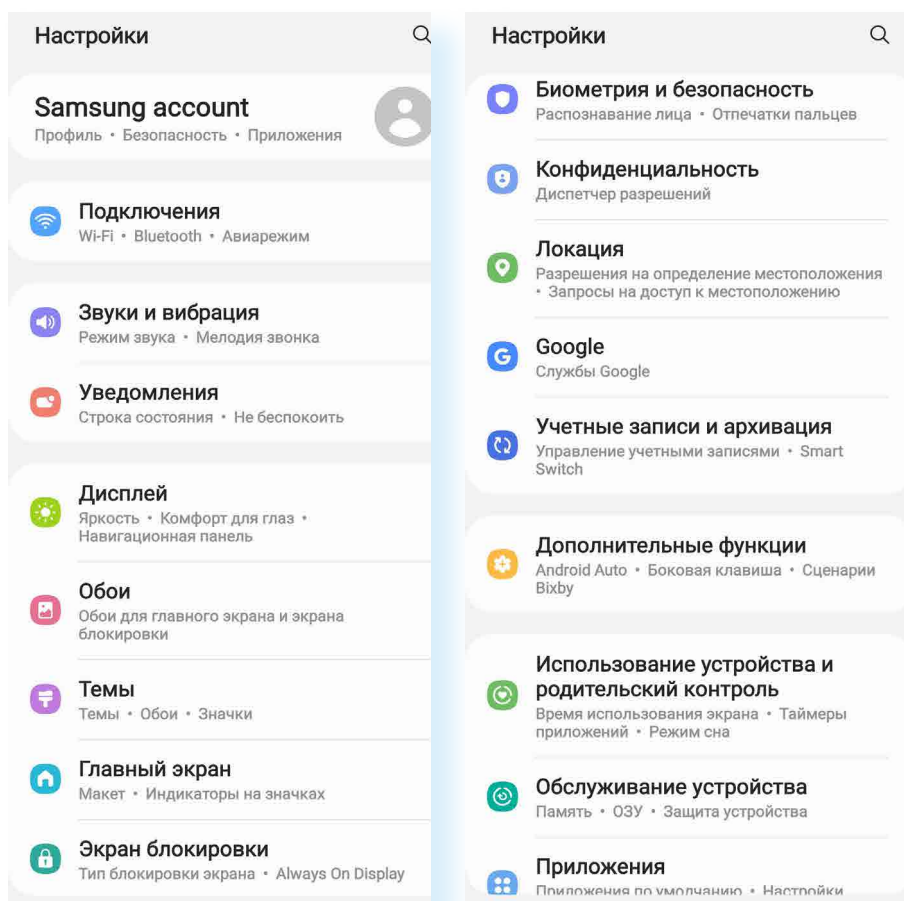 Настройки
Samsung account
Профиль • Безопасность • Приложения
Подключения
Wi-Fi • Bluetooth • Авиарежим
Звуки и вибрация
Режим звука • Мелодия звонка
Уведомления
Строка состояния • Не беспокоить
Дисплей
Яркость • Комфорт для глаз •
Навигационная панель
Обои
Обои для главного экрана и экрана
блокировки
Темы
Темы • Обои • Значки
Главный экран
Макет • Индикаторы на значках
Экран блокировки
Тип блокировки экрана • Always On Display
Настройки
Биометрия и безопасность
Распознавание лица • Отпечатки пальцев
Конфиденциальность
Диспетчер разрешений
Локация
Разрешения на определение местоположения
• Запросы на доступ к местоположению
Google
Службы Google
Учетные записи и архивация
Управление учетными записями • Smart
Switch
Дополнительные функции
Android Auto • Боковая клавиша • Сценарии
Bixby
Использование устройства и
родительский контроль
Время использования экрана • Таймеры
приложений • Режим сна
Обслуживание устройства
Память • ОЗУ • Защита устройства
Приложения
Приложения по умолчанию • Настройки